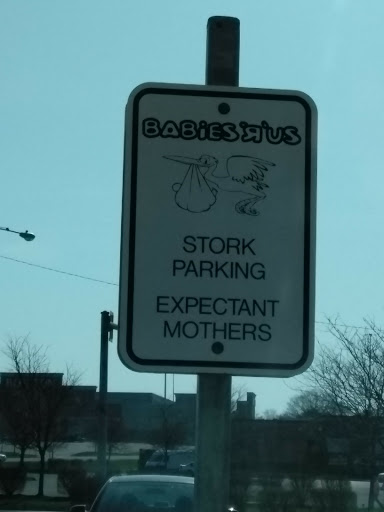 BABiES "R"US
STORK
PARKING
EXPECTANT
MOTHERS